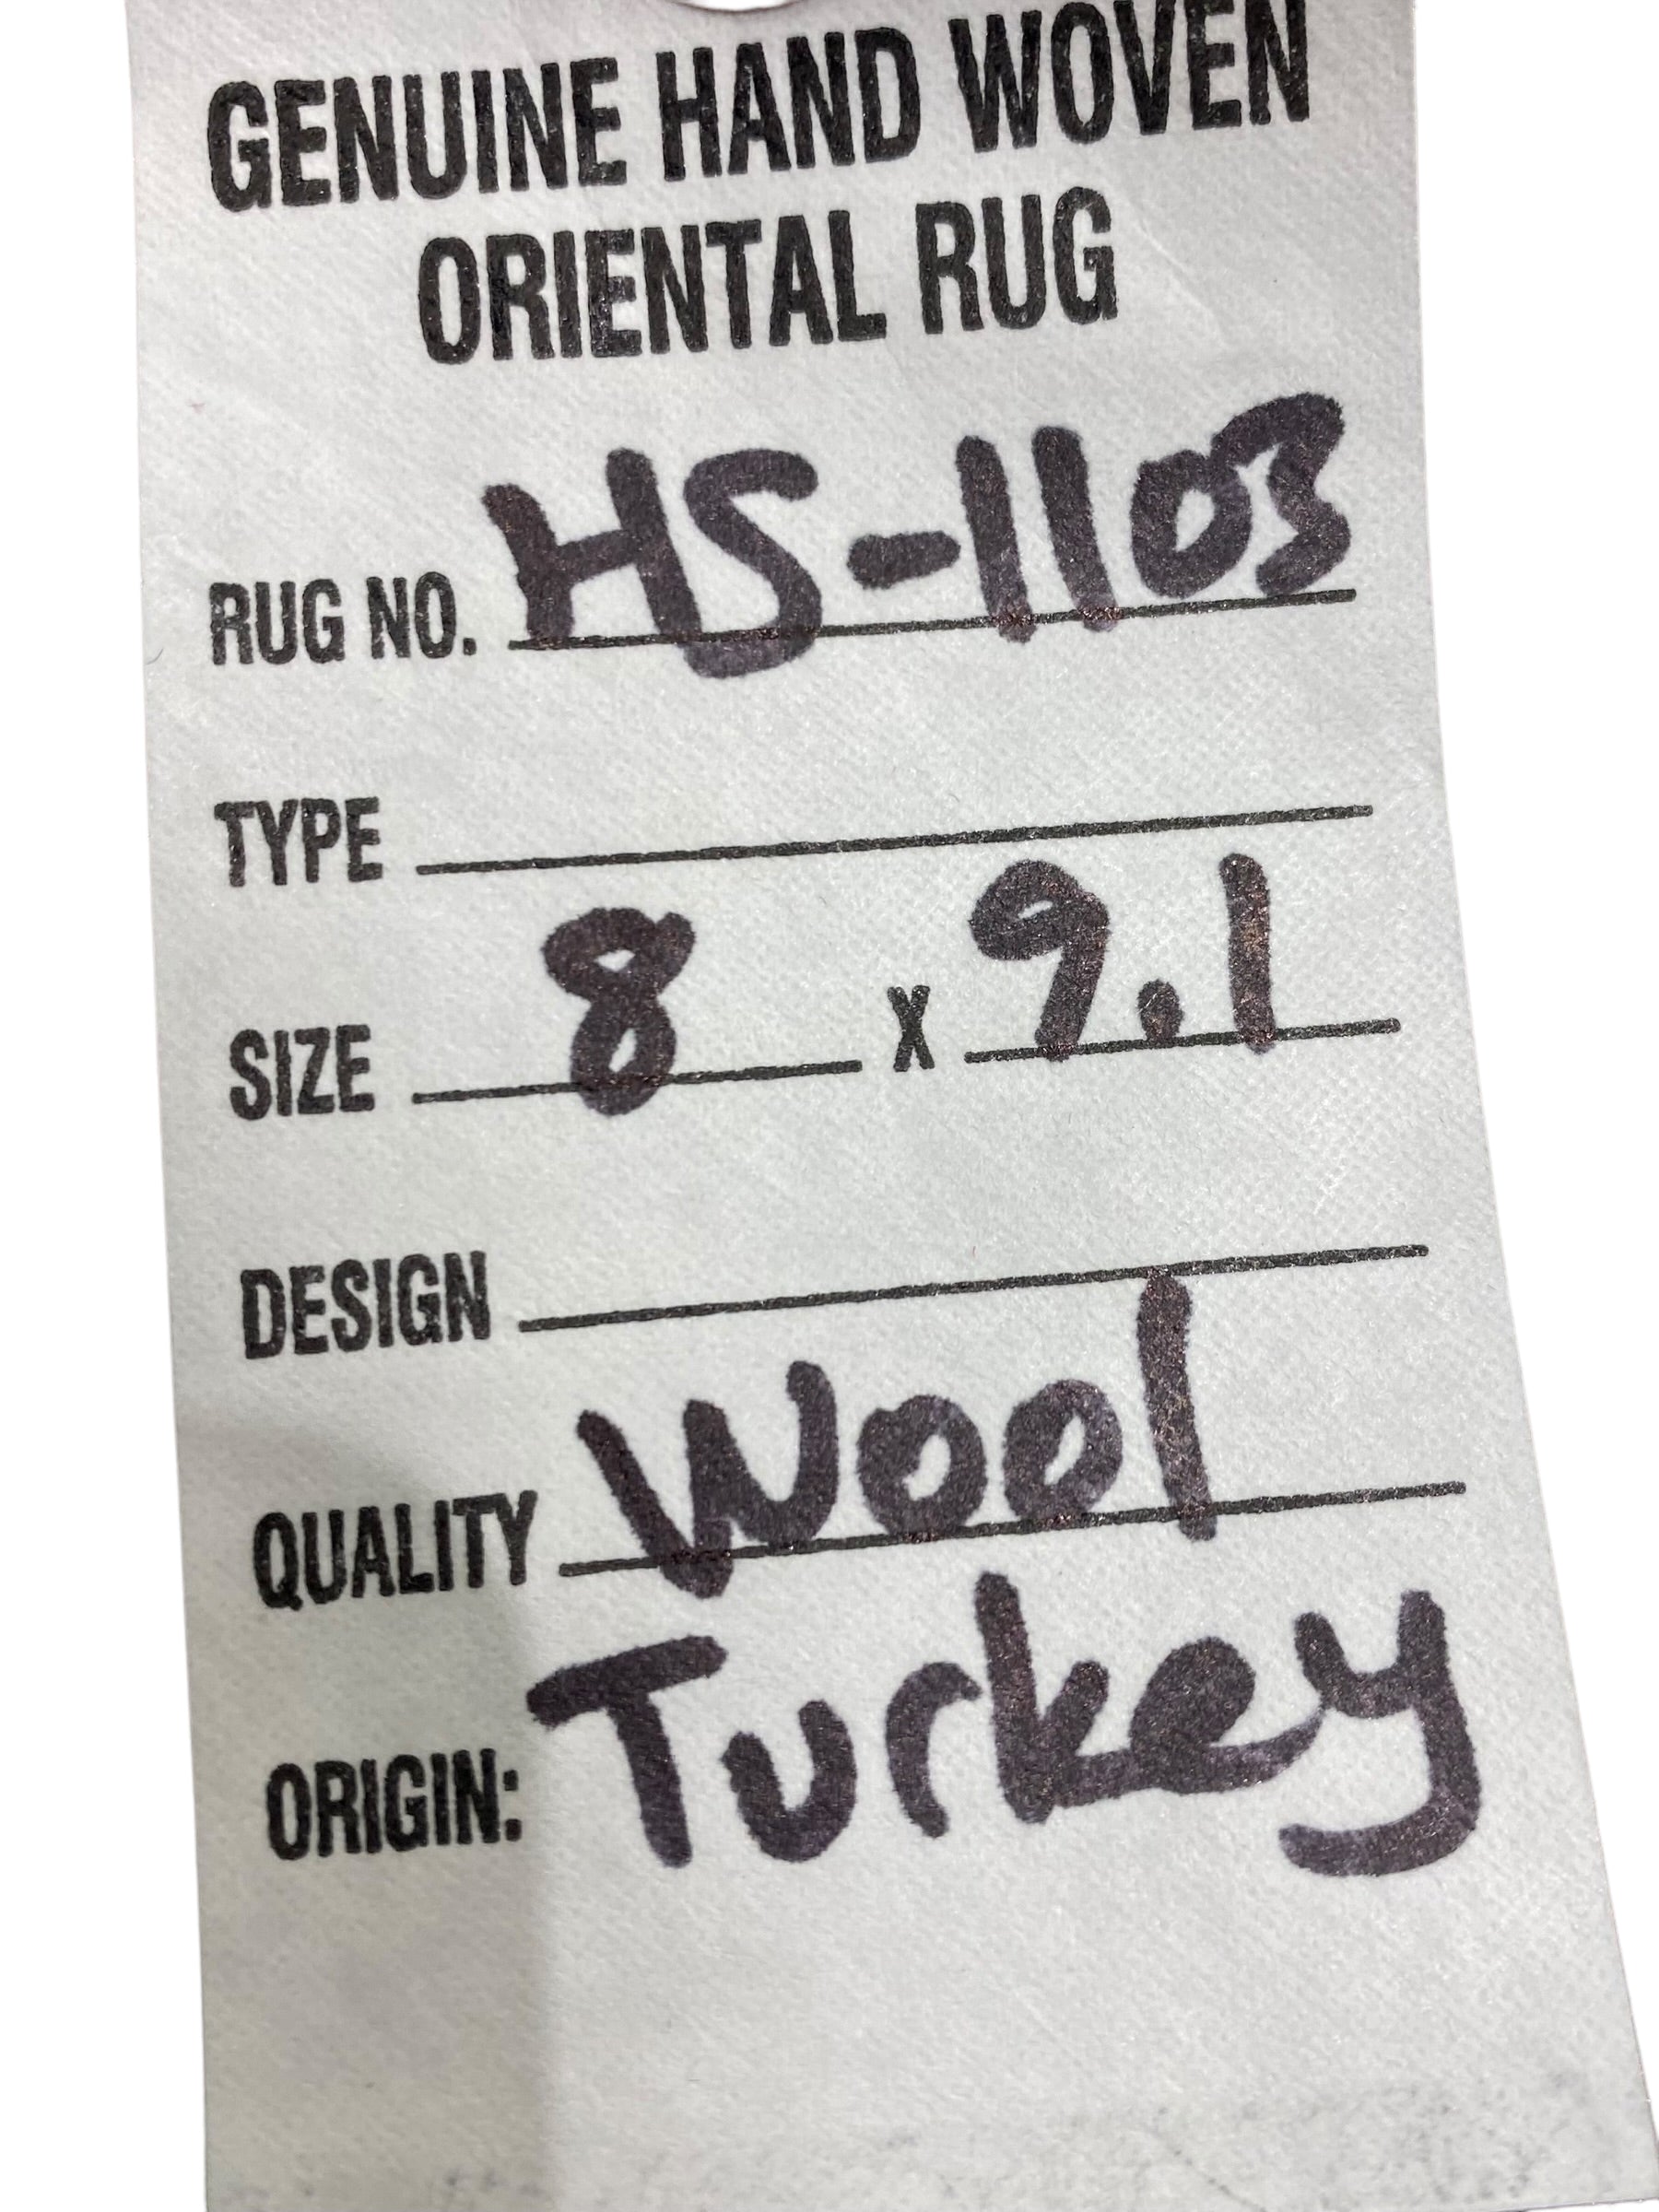 GENUINE HAND WOVEN
ORIENTAL RUG
RUG NO. HS-1103
TYPE
SIZE 8 X 9.1
DESIGN
QUALITY Wool
ORIGIN: Turkey